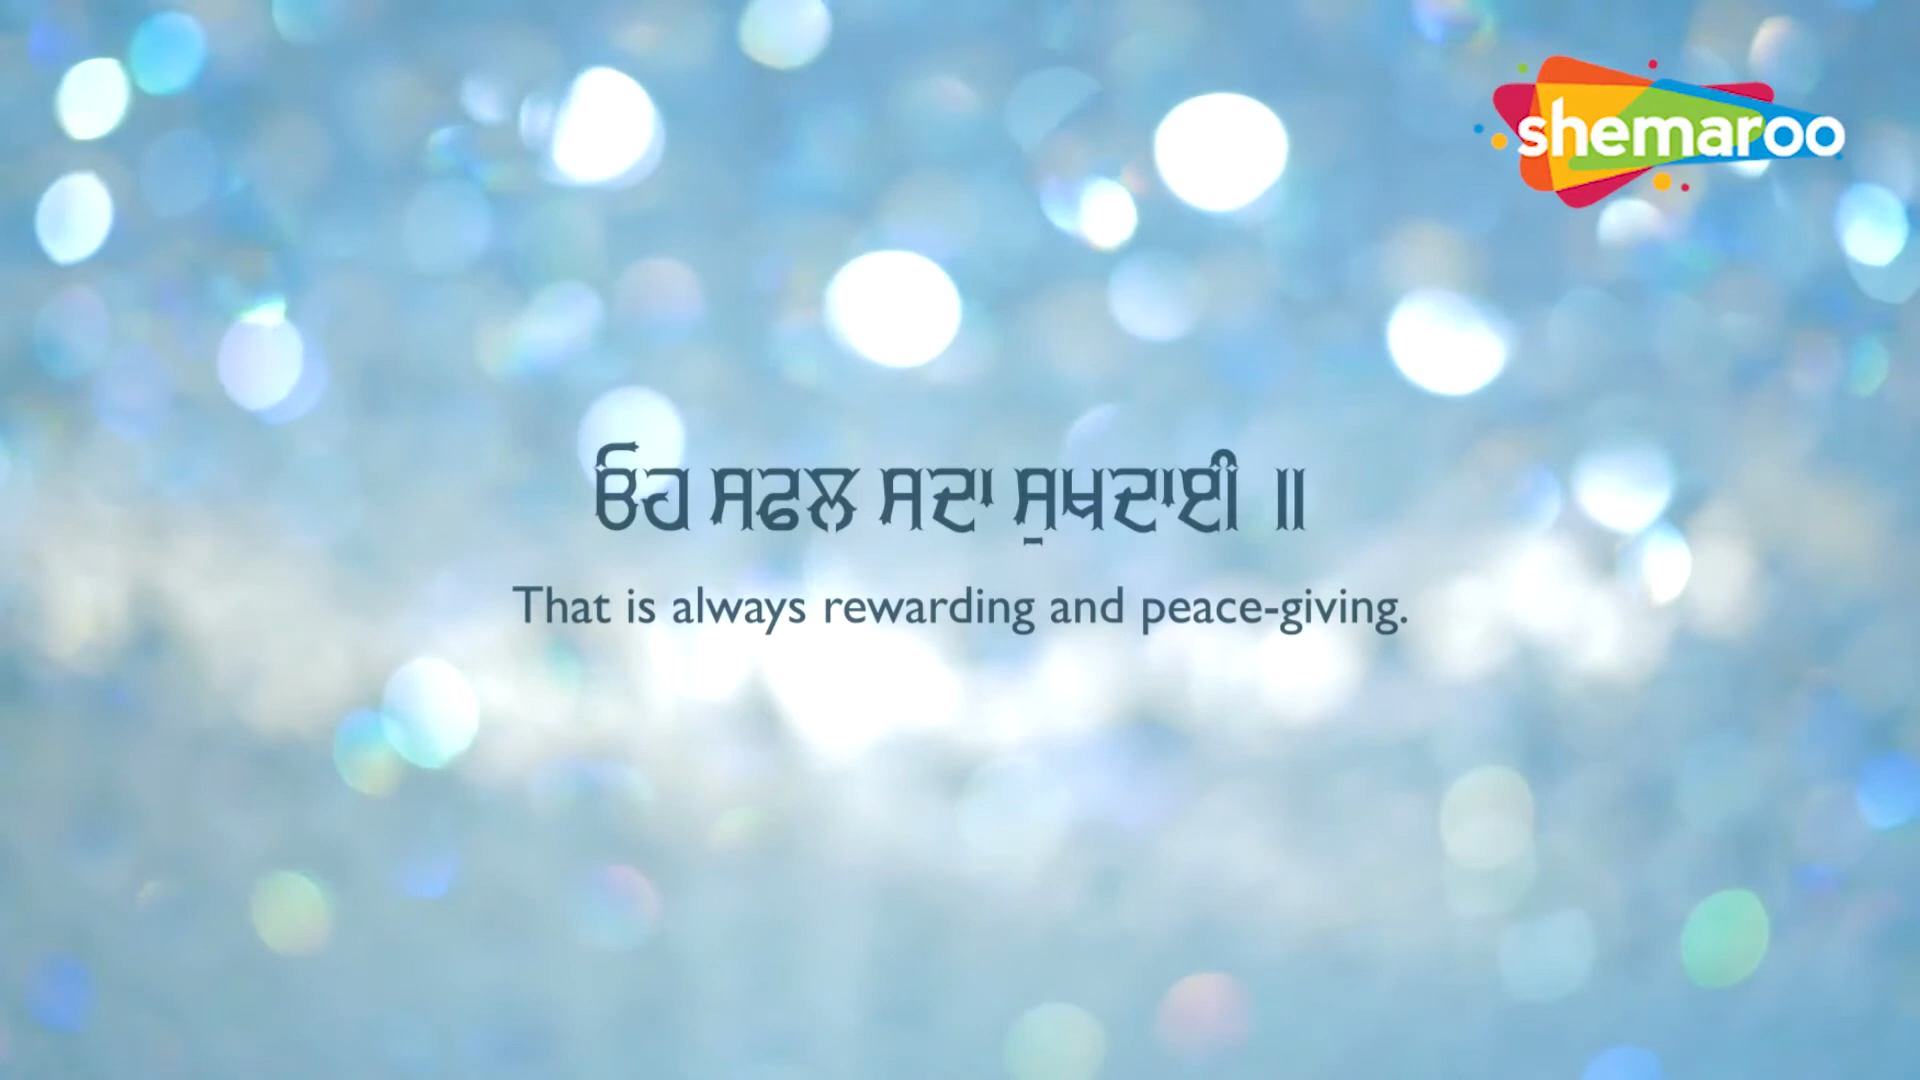 shemaroo
ਓਹ ਸਫਲ ਸਦਾ ਸੁਖਦਾਈ ॥
That is always rewarding and peace-giving.